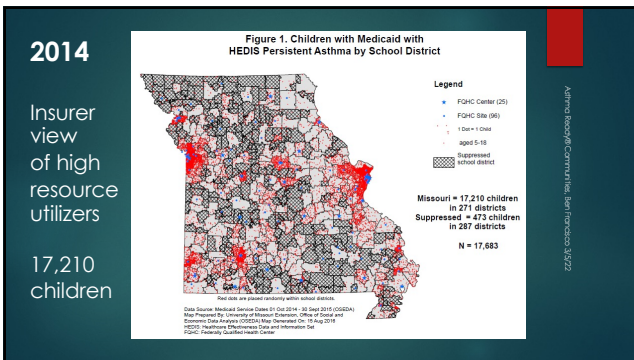 2014
Insurer
view
of high
resource
utilizers
17,210
children
Figure 1. Children with Medicaid with
HEDIS Persistent Asthma by School District
Legend
FQHC Center (25)
FQHC Site (96)
1 Dot = 1 Child
aged 5-18
Suppressed
school district
Missouri = 17,210 children
in 271 districts
Suppressed = 473 children
in 287 districts
N = 17,683
Red dots are placed randomly within school districts.
Data Source: Medicaid Service Dates 01 Oct 2014 - 30 Sept 2015 (OSEDA)
Map Prepared By: University of Missouri Extension, Office of Social and
Economic Data Analysis (OSEDA) Map Generated On: 15 Aug 2016
HEDIS: Healthcare Effectiveness Data and Information Set
FQHC: Federally Qualified Health Center
Asthma Ready® Communities, Ben Francisco 3/5/22